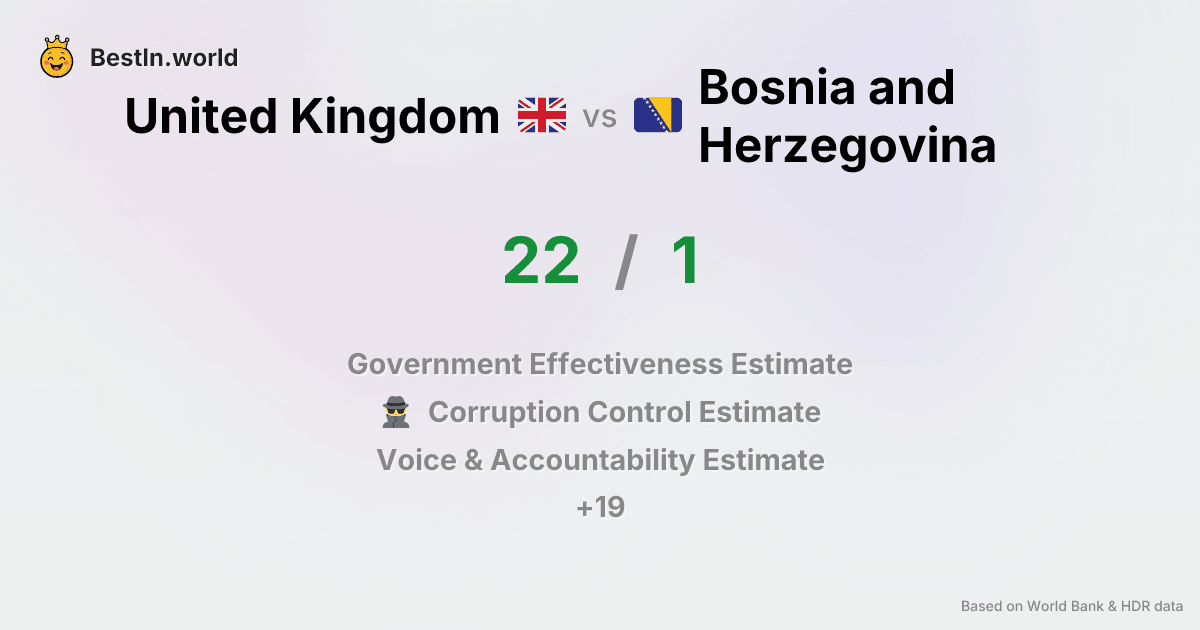 BestIn.world
United Kingdom vs Bosnia and
Herzegovina
22 / 1
Government Effectiveness Estimate
Corruption Control Estimate
Voice & Accountability Estimate
+19
Based on World Bank & HDR data